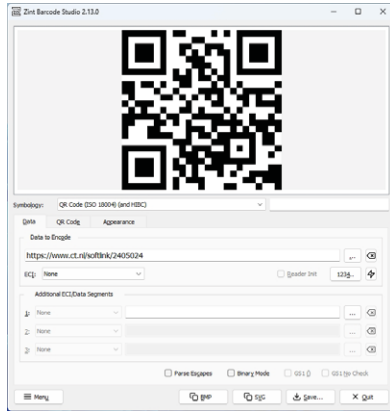 Zint Barcode Studio 2.13.0
Symbology: QR Code (ISO 18004) (and HIBC)
Data QR Code Appearance
Data to Encode
https://www.ct.nl/softlink/2405024 ...
ECI: None Reader Init 1234..
Additional ECI/Data Segments
1: None ...
2: None ...
3: None ...
Parse Escapes Binary Mode GS1 () GS1 No Check
Menu BMP SVG Save... Quit